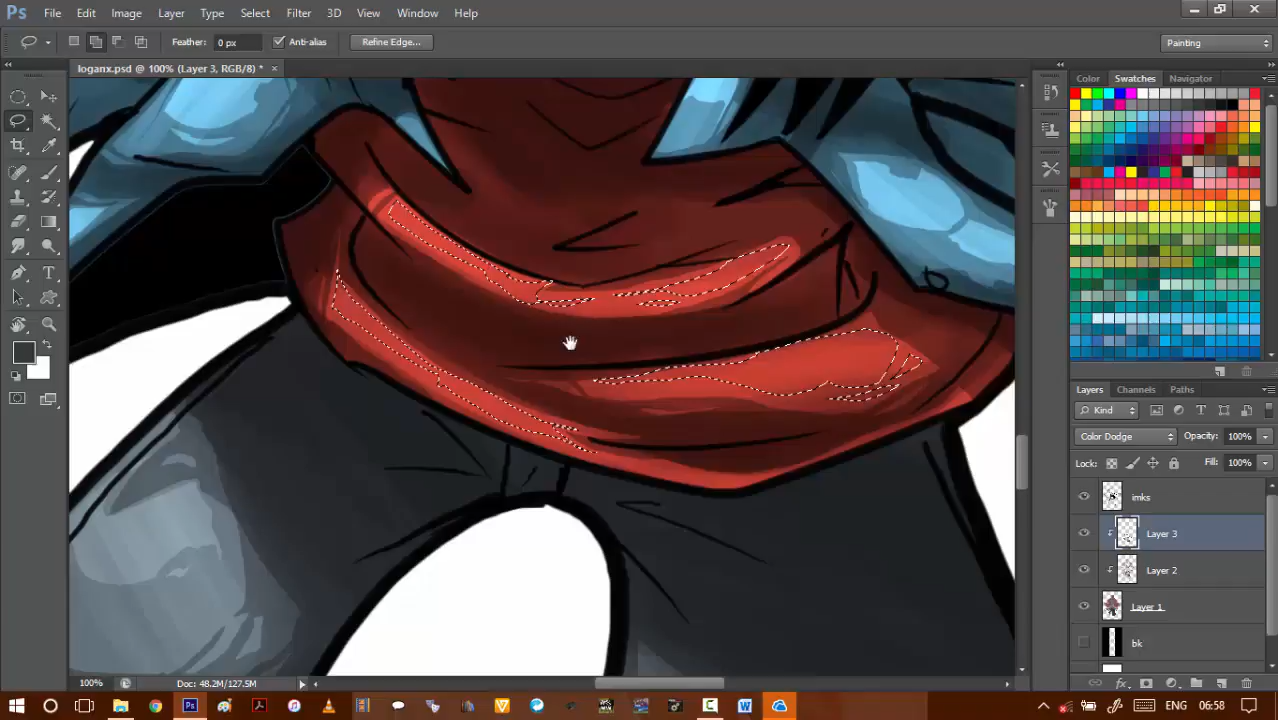 Ps File Edit Image Layer Type Select Filter 3D View Window Help
Feather: 0 px Anti-alias Refine Edge... Painting
loganx.psd @ 100% (Layer 3, RGB/8) * ×
Color Swatches Navigator
Layers Channels Paths
Kind
Color Dodge Opacity: 100%
Lock: Fill: 100%
imks
Layer 3
Layer 2
Layer 1
bk
100% Doc: 48.2M/127.5M
ENG 06:58